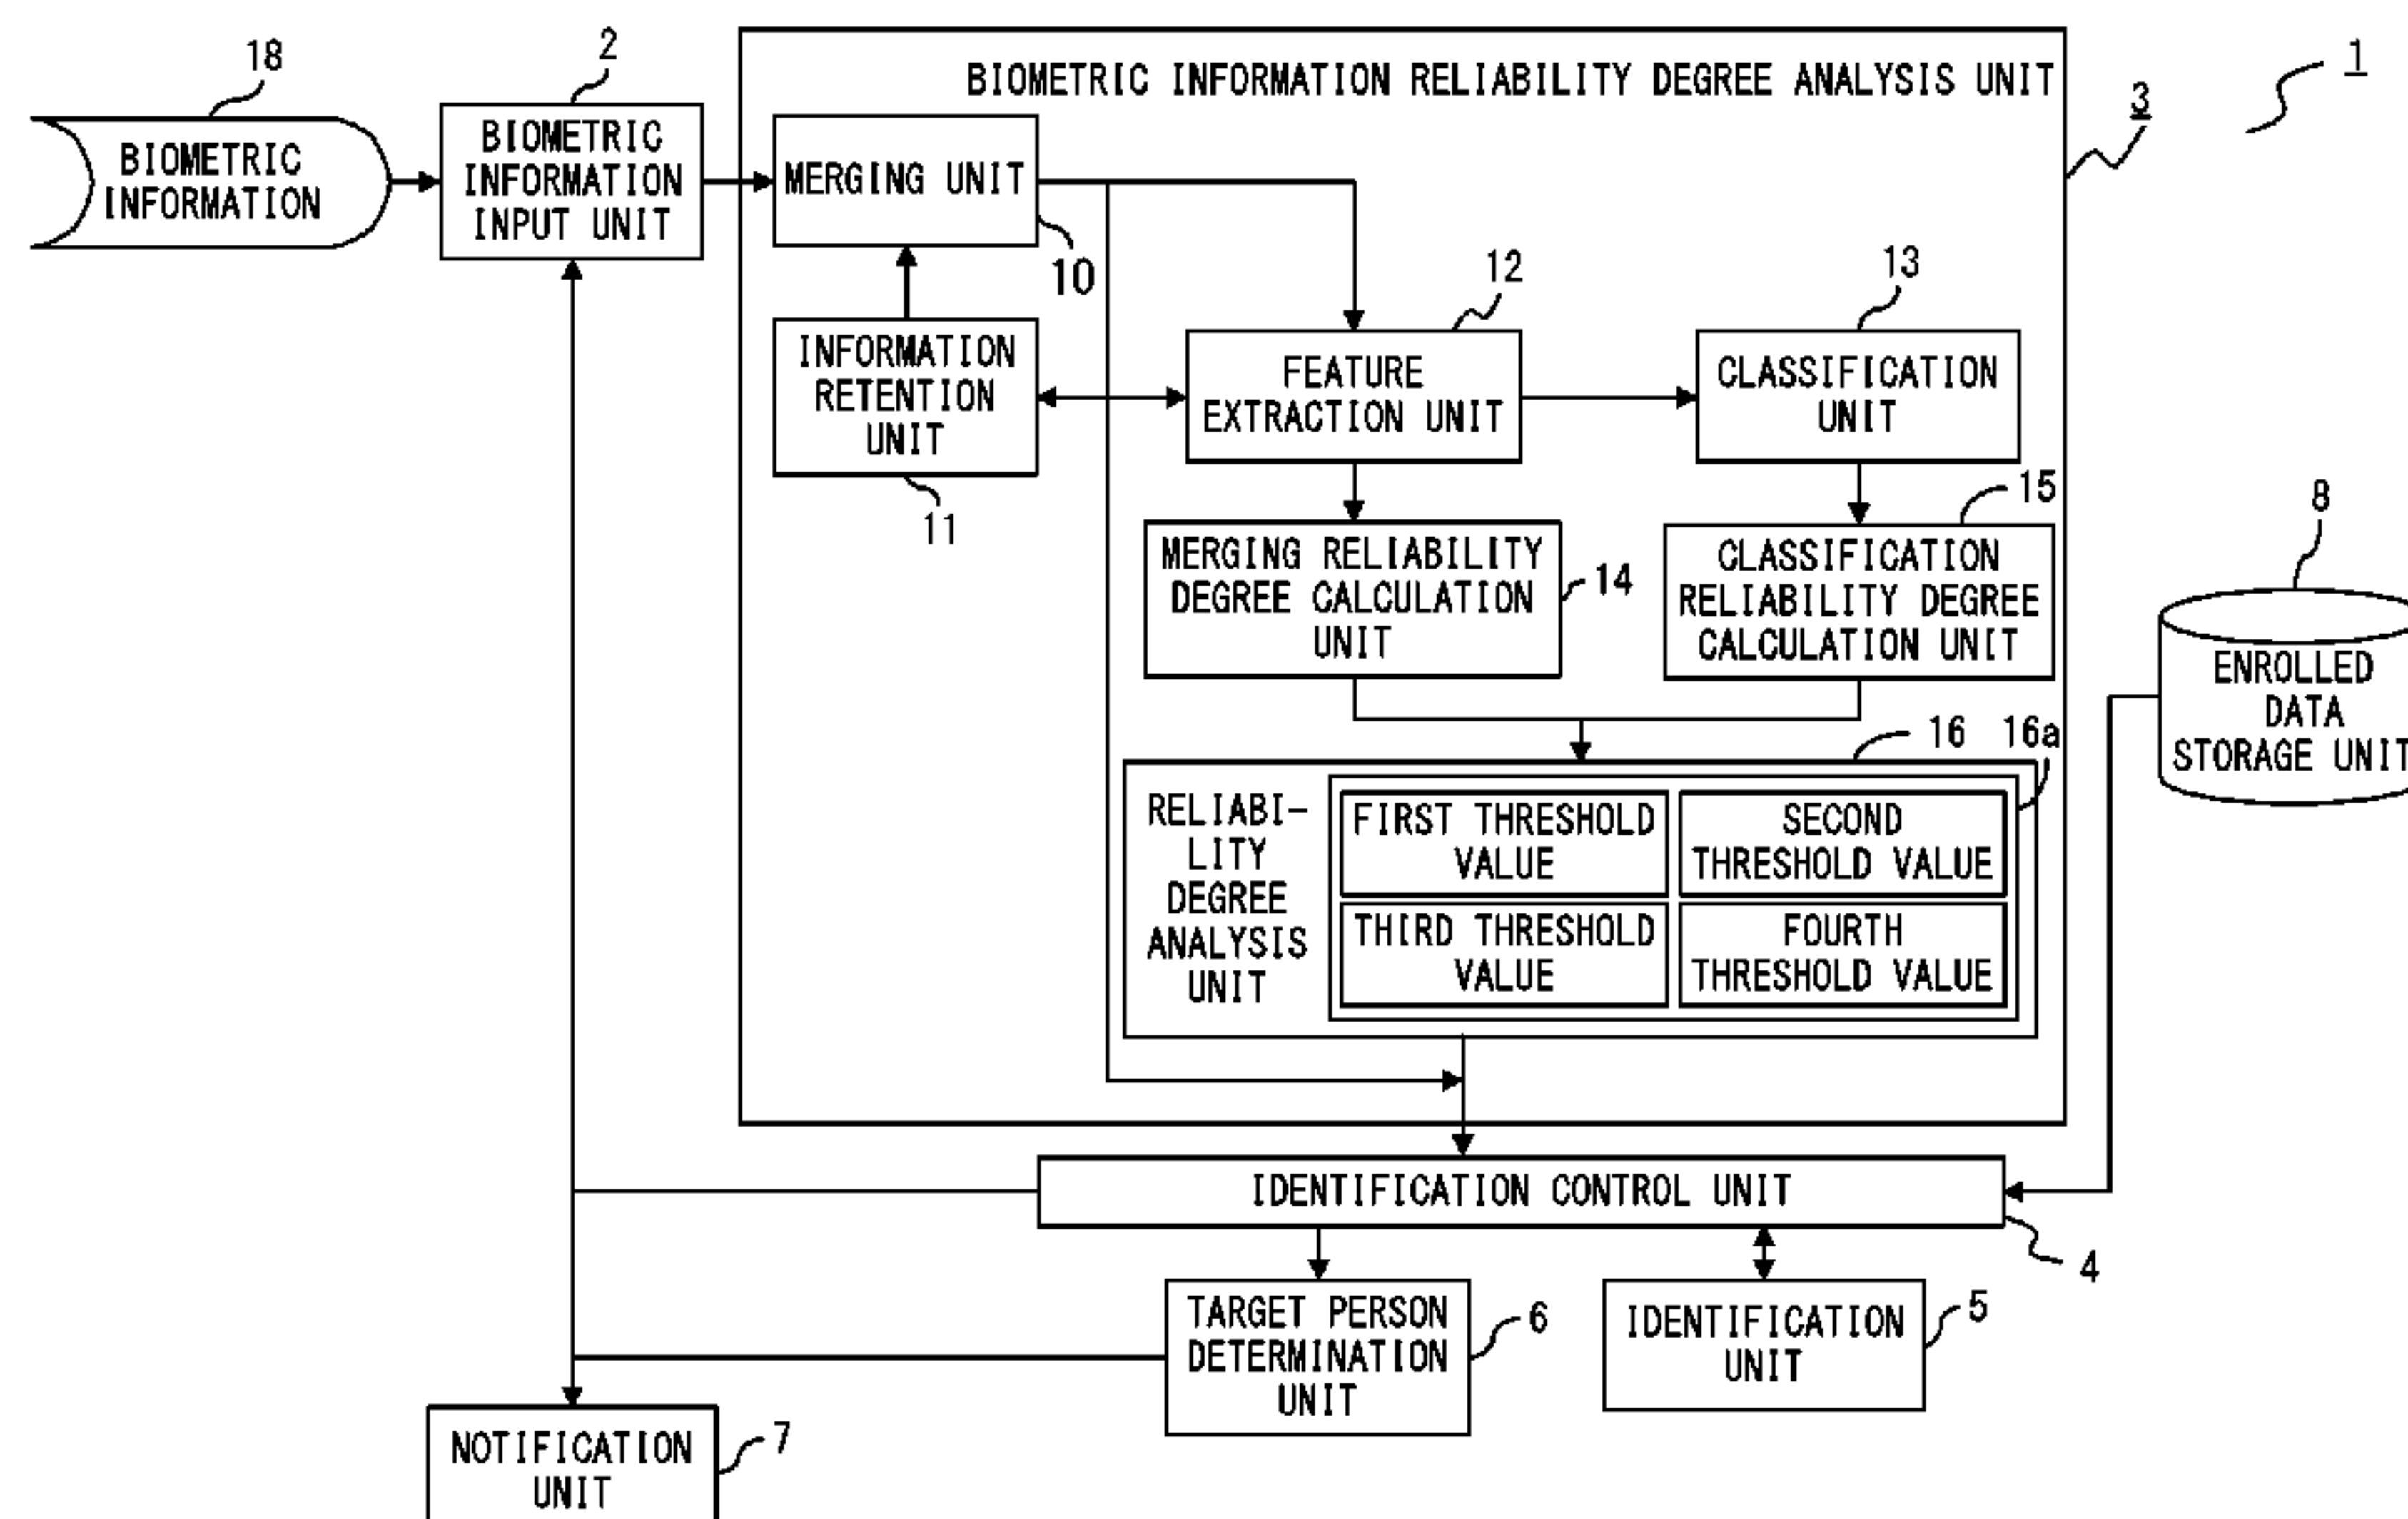 18
2
BIOMETRIC INFORMATION RELIABILITY DEGREE ANALYSIS UNIT
1
3
BIOMETRIC
INFORMATION
BIOMETRIC
INFORMATION
INPUT UNIT
MERGING UNIT
10
12
13
INFORMATION
RETENTION
UNIT
11
FEATURE
EXTRACTION UNIT
CLASSIFICATION
UNIT
15
8
MERGING RELIABILITY
DEGREE CALCULATION
UNIT
14
CLASSIFICATION
RELIABILITY DEGREE
CALCULATION UNIT
ENROLLED
DATA
STORAGE UNIT
16
16a
RELIABI-
LITY
DEGREE
ANALYSIS
UNIT
FIRST THRESHOLD
VALUE
SECOND
THRESHOLD VALUE
THIRD THRESHOLD
VALUE
FOURTH
THRESHOLD VALUE
IDENTIFICATION CONTROL UNIT
4
TARGET PERSON
DETERMINATION
UNIT
6
IDENTIFICATION
UNIT
5
NOTIFICATION
UNIT
7